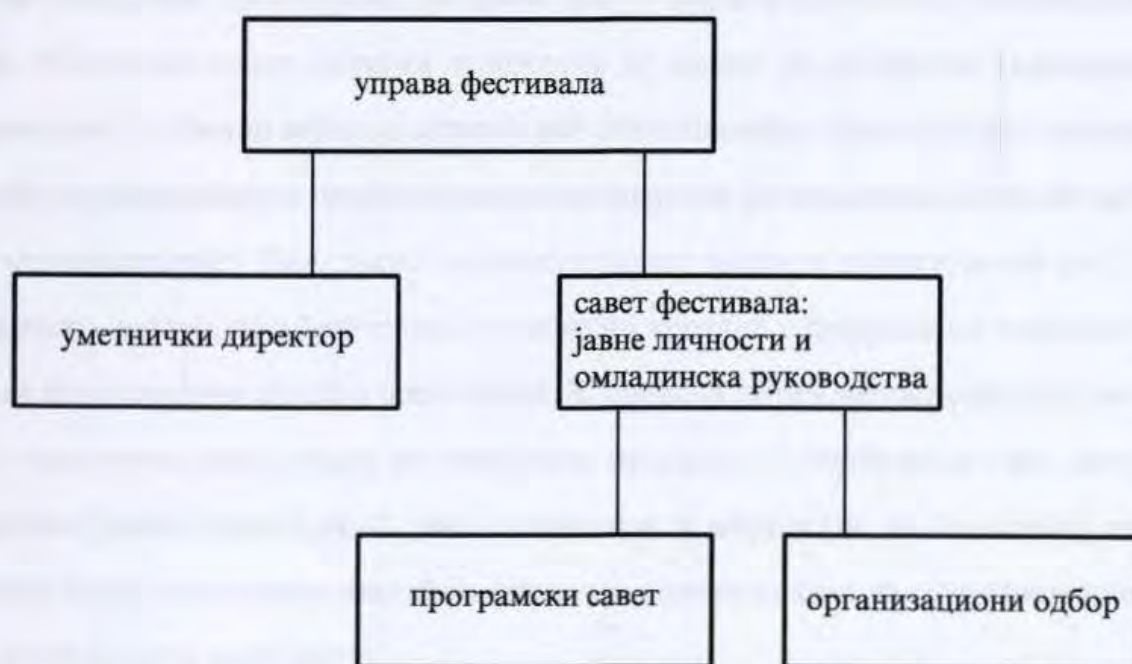 управа фестивала
уметнички директор
савет фестивала:
јавне личности и
омладинска руководства
програмски савет
организациони одбор